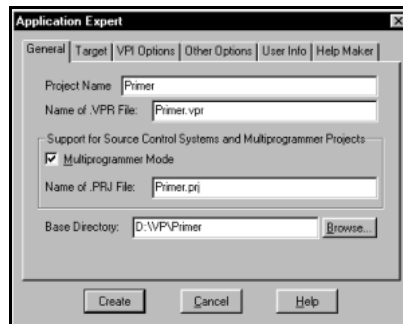 Application Expert
General Target VPI Options Other Options User Info Help Maker
Project Name Primer
Name of .VPR File: Primer.vpr
Support for Source Control Systems and Multiprogrammer Projects
Multiprogrammer Mode
Name of .PRJ File: Primer.prj
Base Directory: D:\VP\Primer Browse...
Create Cancel Help